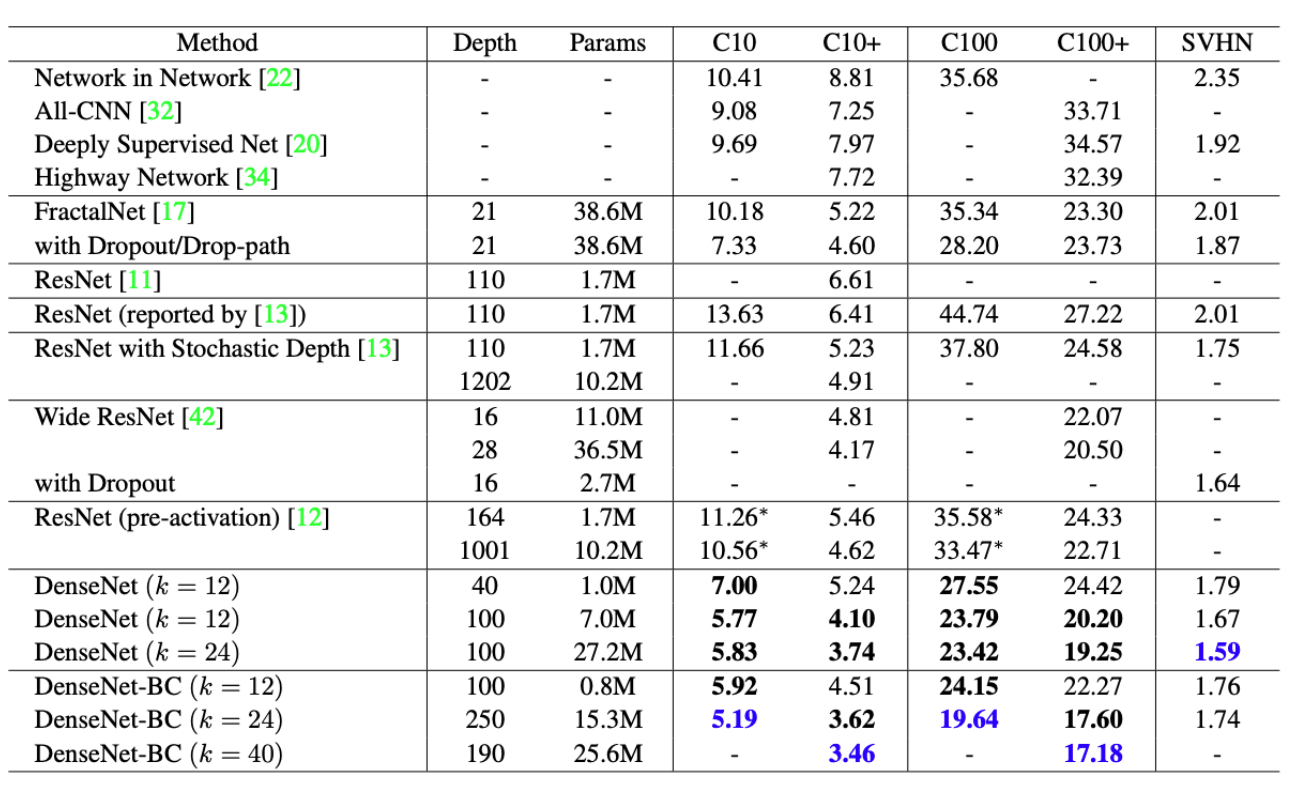 Method Depth Params C10 C10+ C100 C100+ SVHN
Network in Network [22] - - 10.41 8.81 35.68 - 2.35
All-CNN [32] - - 9.08 7.25 - 33.71 -
Deeply Supervised Net [20] - - 9.69 7.97 - 34.57 1.92
Highway Network [34] - - - 7.72 - 32.39 -
FractalNet [17] 21 38.6M 10.18 5.22 35.34 23.30 2.01
with Dropout/Drop-path 21 38.6M 7.33 4.60 28.20 23.73 1.87
ResNet [11] 110 1.7M - 6.61 - - -
ResNet (reported by [13]) 110 1.7M 13.63 6.41 44.74 27.22 2.01
ResNet with Stochastic Depth [13] 110 1.7M 11.66 5.23 37.80 24.58 1.75
1202 10.2M - 4.91 - - -
Wide ResNet [42] 16 11.0M - 4.81 - 22.07 -
28 36.5M - 4.17 - 20.50 -
with Dropout 16 2.7M - - - - 1.64
ResNet (pre-activation) [12] 164 1.7M 11.26* 5.46 35.58* 24.33 -
1001 10.2M 10.56* 4.62 33.47* 22.71 -
DenseNet (k = 12) 40 1.0M 7.00 5.24 27.55 24.42 1.79
DenseNet (k = 12) 100 7.0M 5.77 4.10 23.79 20.20 1.67
DenseNet (k = 24) 100 27.2M 5.83 3.74 23.42 19.25 1.59
DenseNet-BC (k = 12) 100 0.8M 5.92 4.51 24.15 22.27 1.76
DenseNet-BC (k = 24) 250 15.3M 5.19 3.62 19.64 17.60 1.74
DenseNet-BC (k = 40) 190 25.6M - 3.46 - 17.18 -